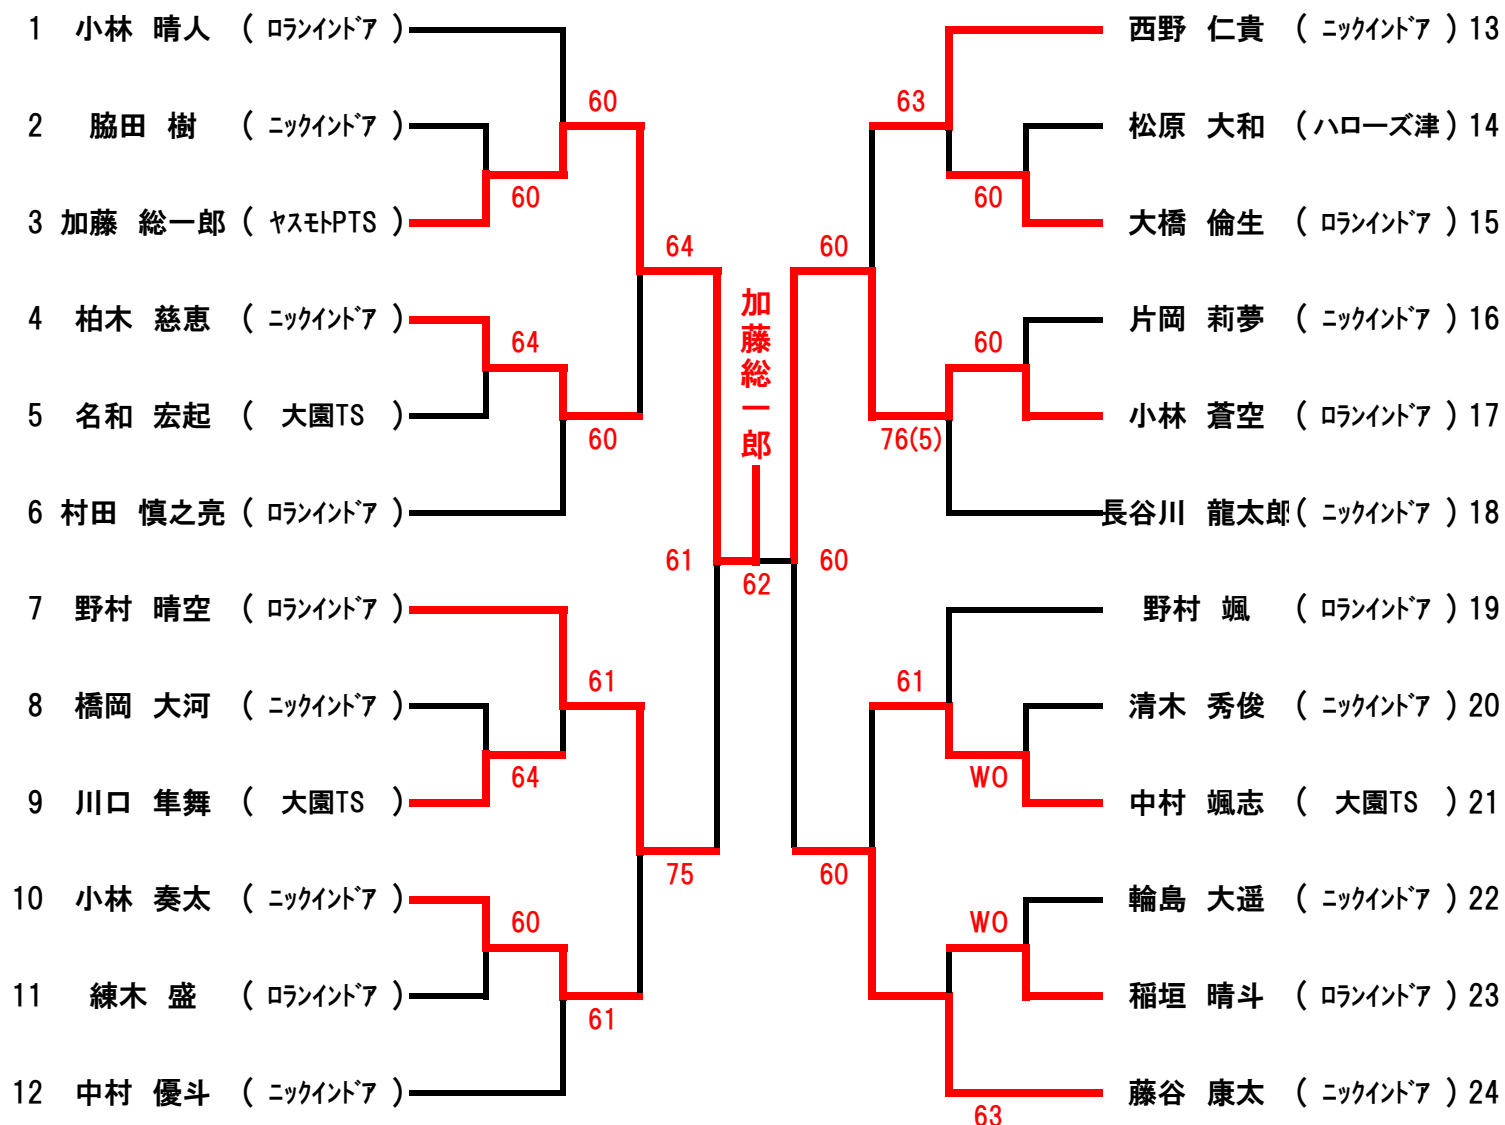 1 小林 晴人 ( ロランインドア )
2 脇田 樹 ( ニックインドア )
3 加藤 総一郎 ( ヤスモトPTS )
4 柏木 慈恵 ( ニックインドア )
5 名和 宏起 ( 大園TS )
6 村田 慎之亮 ( ロランインドア )
7 野村 晴空 ( ロランインドア )
8 橋岡 大河 ( ニックインドア )
9 川口 隼舞 ( 大園TS )
10 小林 奏太 ( ニックインドア )
11 練木 盛 ( ロランインドア )
12 中村 優斗 ( ニックインドア )
60
60
64
64
60
61
61
64
75
60
61
加藤総一郎
62
63
60
60
60
76(5)
60
61
WO
60
WO
63
西野 仁貴 ( ニックインドア ) 13
松原 大和 ( ハローズ津 ) 14
大橋 倫生 ( ロランインドア ) 15
片岡 莉夢 ( ニックインドア ) 16
小林 蒼空 ( ロランインドア ) 17
長谷川 龍太郎 ( ニックインドア ) 18
野村 颯 ( ロランインドア ) 19
清木 秀俊 ( ニックインドア ) 20
中村 颯志 ( 大園TS ) 21
輪島 大遥 ( ニックインドア ) 22
稲垣 晴斗 ( ロランインドア ) 23
藤谷 康太 ( ニックインドア ) 24